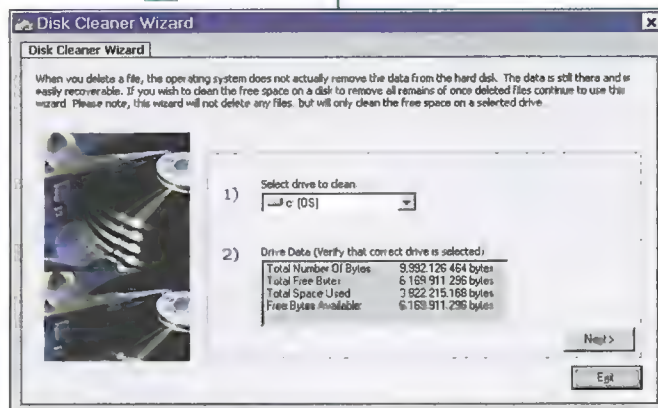 Disk Cleaner Wizard
Disk Cleaner Wizard
When you delete a file, the operating system does not actually remove the data from the hard disk. The data is still there and is
easily recoverable. If you wish to clean the free space on a disk to remove all remains of once deleted files continue to use this
wizard. Please note, this wizard will not delete any files, but will only clean the free space on a selected drive.
1) Select drive to clean
c: [OS]
2) Drive Data (Verify that correct drive is selected)
Total Number Of Bytes 9.992.126.464 bytes
Total Free Bytes 6.169.911.296 bytes
Total Space Used 3.822.215.168 bytes
Free Bytes Available: 6.169.911.296 bytes
Next >
Exit